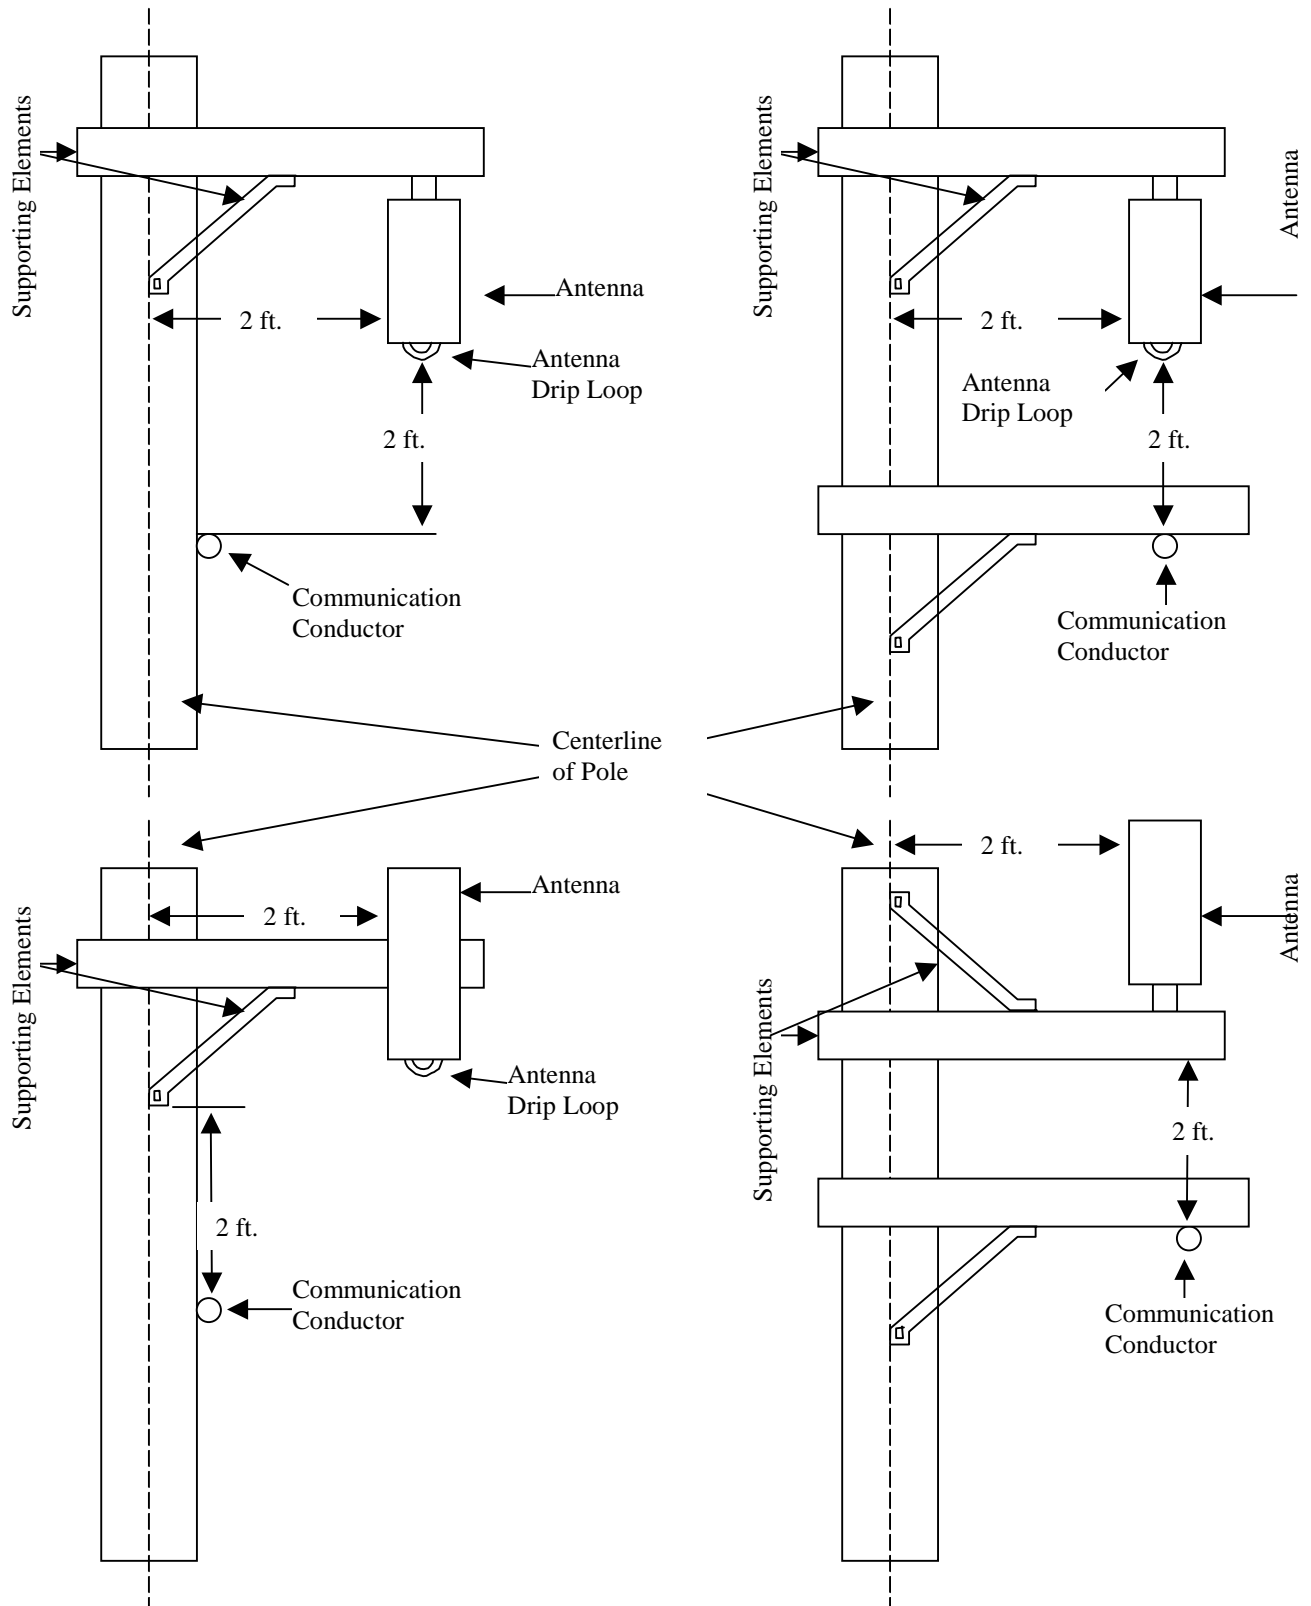 Supporting Elements
2 ft.
Antenna
Antenna
Drip Loop
2 ft.
Communication
Conductor
Supporting Elements
Antenna
2 ft.
Antenna
Drip Loop
2 ft.
Communication
Conductor
Centerline
of Pole
Supporting Elements
2 ft.
Antenna
Antenna
Drip Loop
2 ft.
Communication
Conductor
2 ft.
Antenna
Supporting Elements
2 ft.
Communication
Conductor